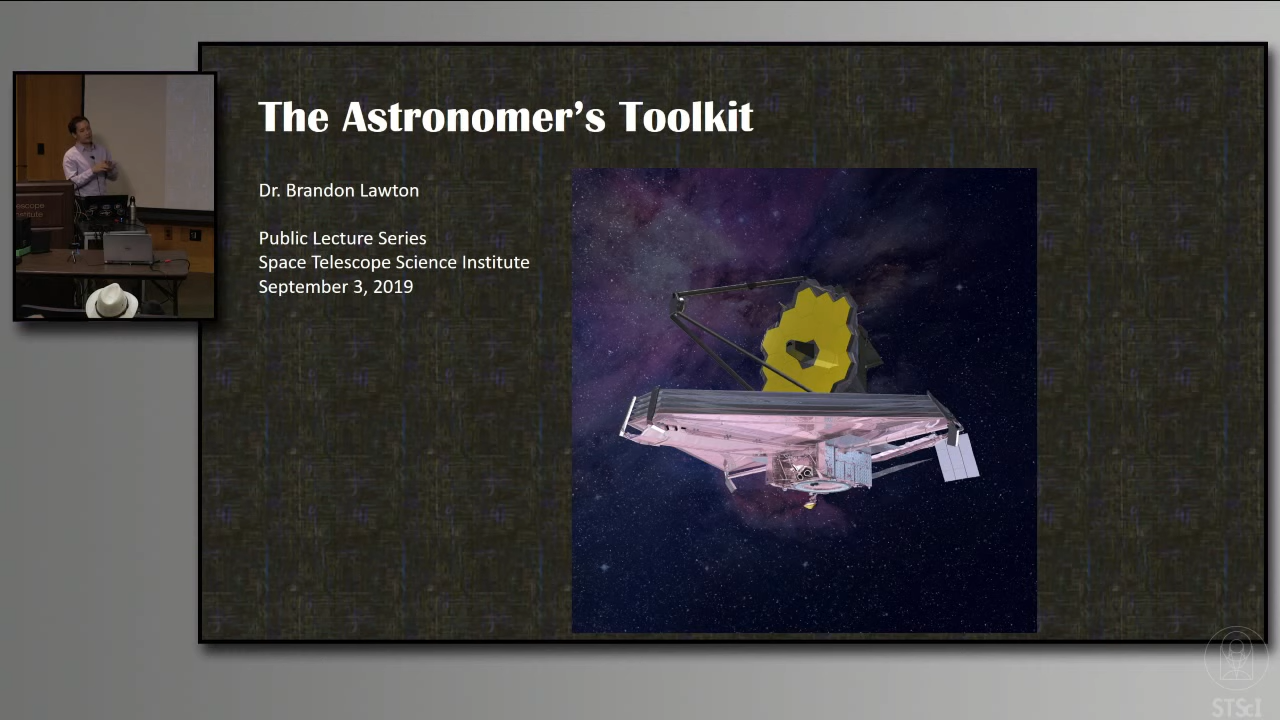 The Astronomer's Toolkit
Dr. Brandon Lawton
Public Lecture Series
Space Telescope Science Institute
September 3, 2019
STScI